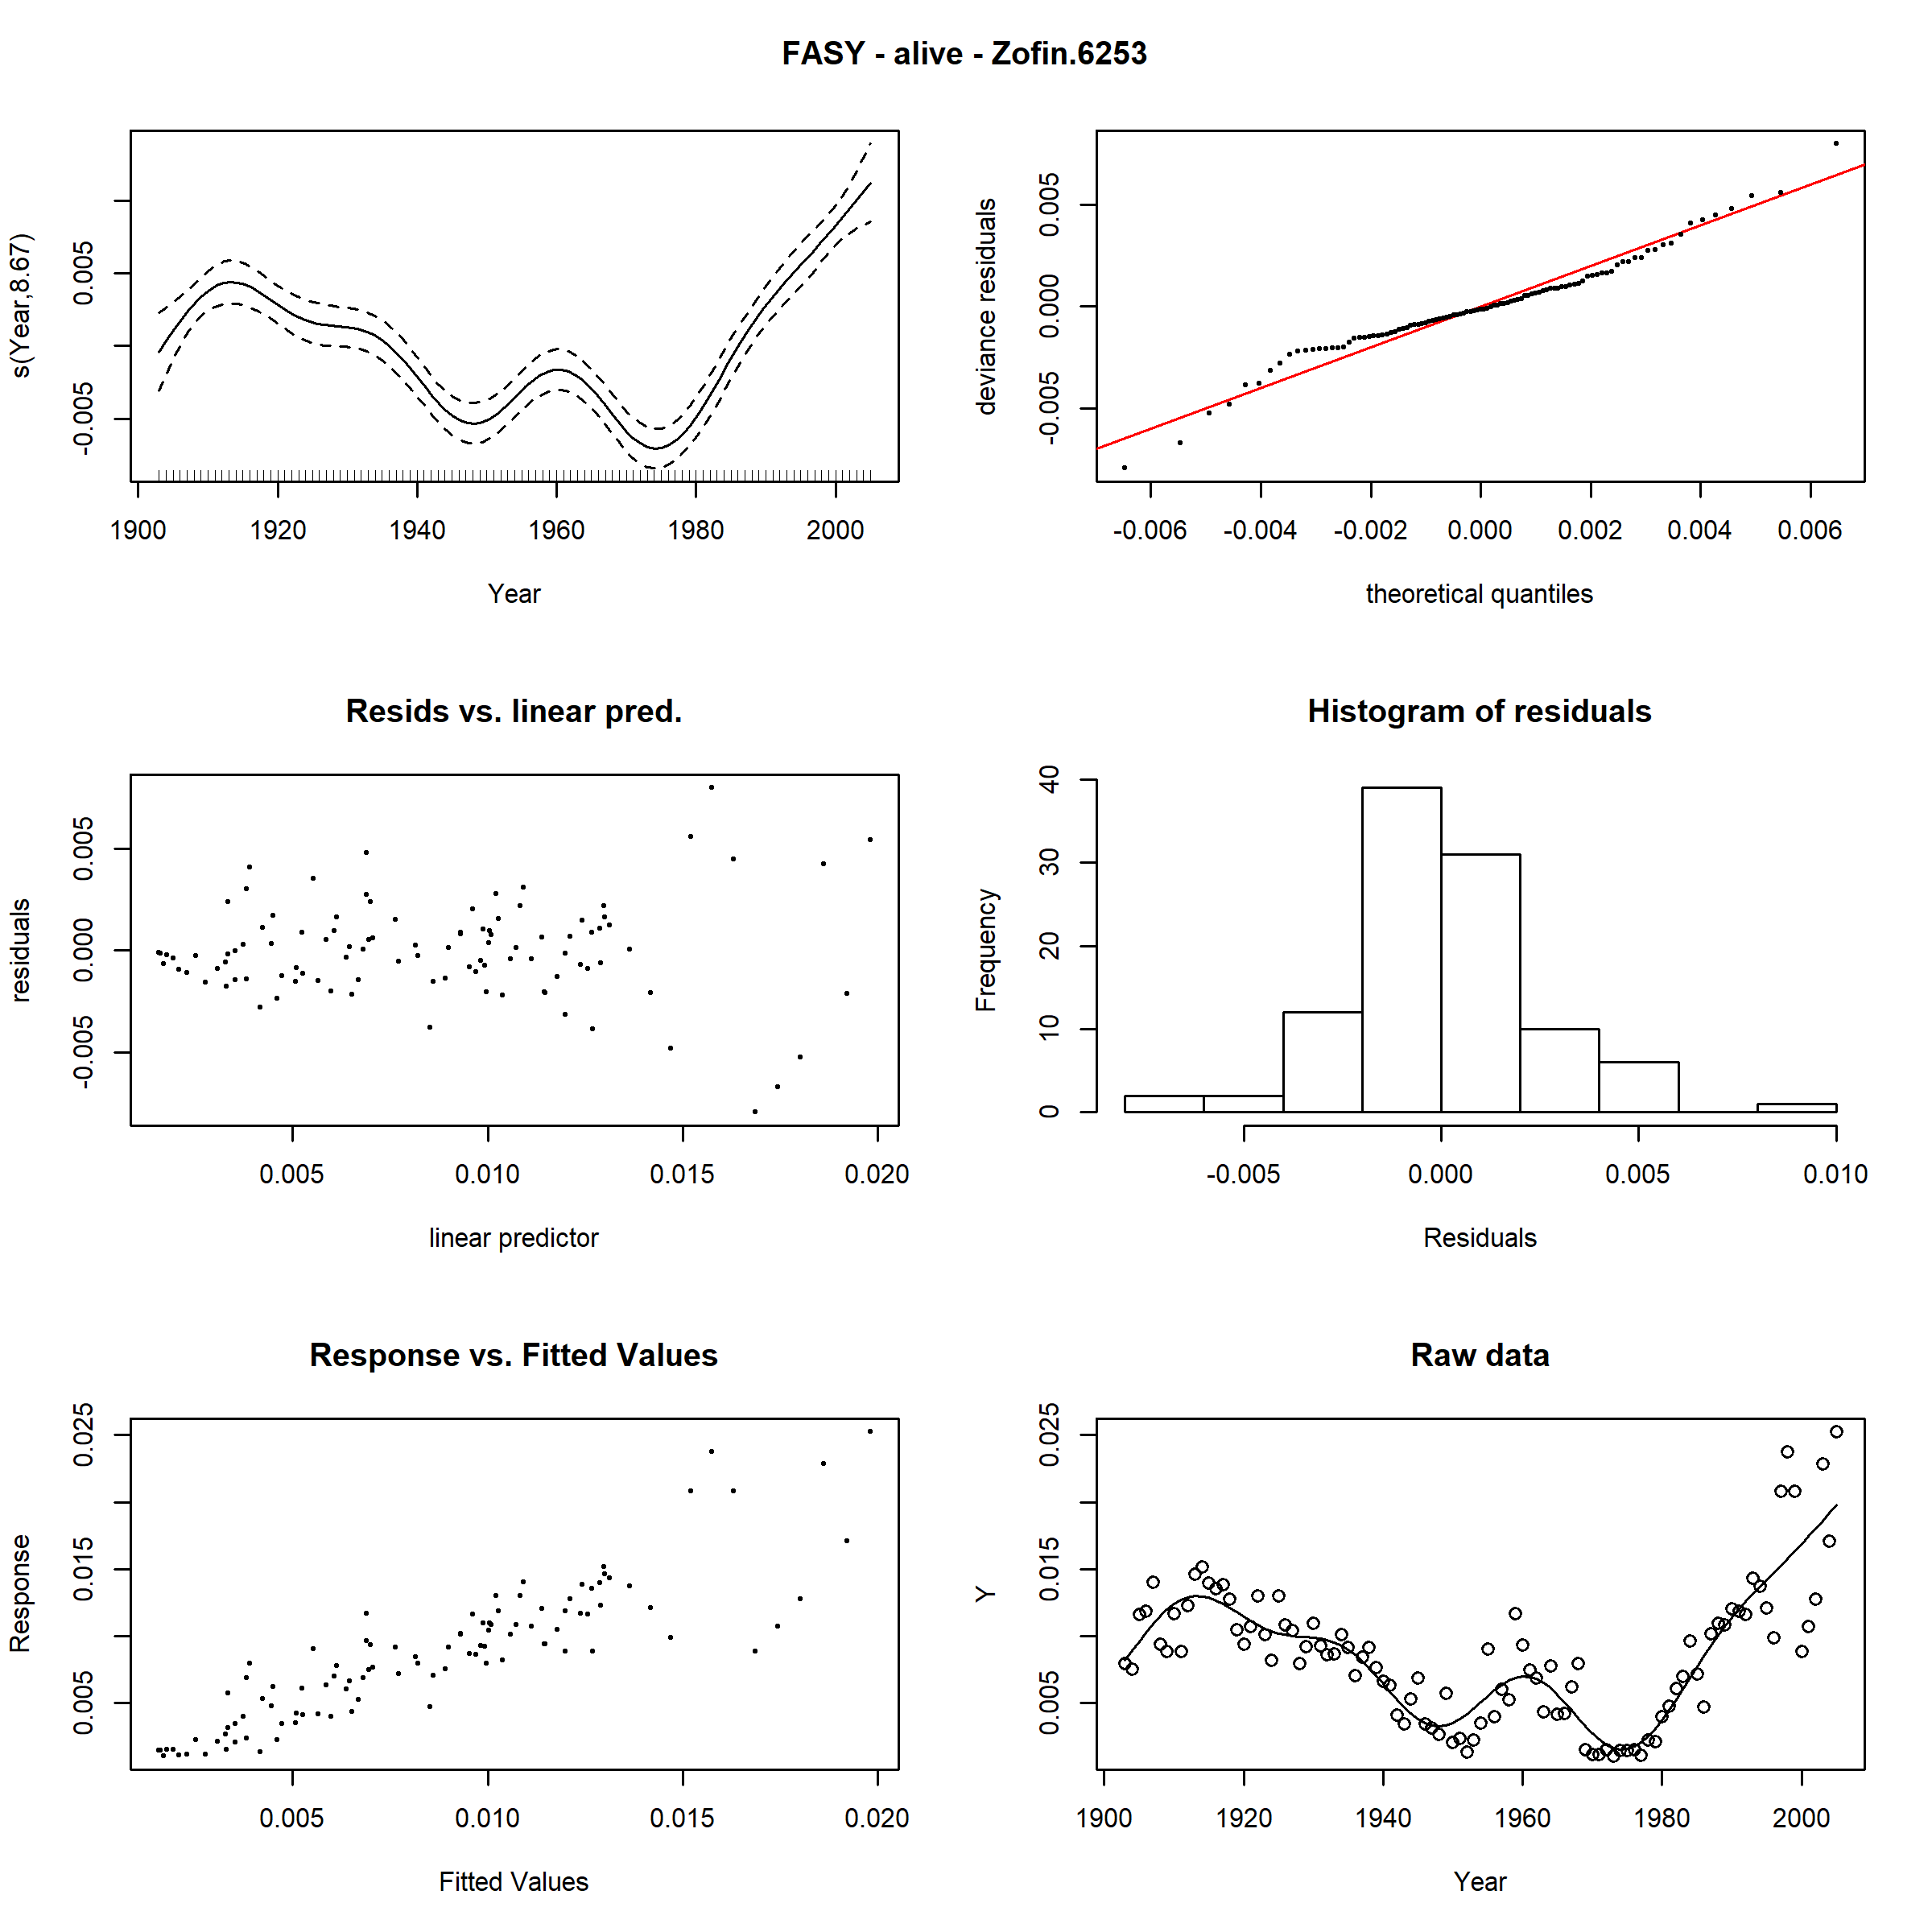 FASY - alive - Zofin.6253
s(Year,8.67)
-0.005 0.005
1900 1920 1940 1960 1980 2000
Year
deviance residuals
-0.005 0.000 0.005
-0.006 -0.004 -0.002 0.000 0.002 0.004 0.006
theoretical quantiles
Resids vs. linear pred.
residuals
-0.005 0.000 0.005
0.005 0.010 0.015 0.020
linear predictor
Histogram of residuals
Frequency
0 10 20 30 40
-0.005 0.000 0.005 0.010
Residuals
Response vs. Fitted Values
Response
0.005 0.015 0.025
0.005 0.010 0.015 0.020
Fitted Values
Raw data
Y
0.005 0.015 0.025
1900 1920 1940 1960 1980 2000
Year